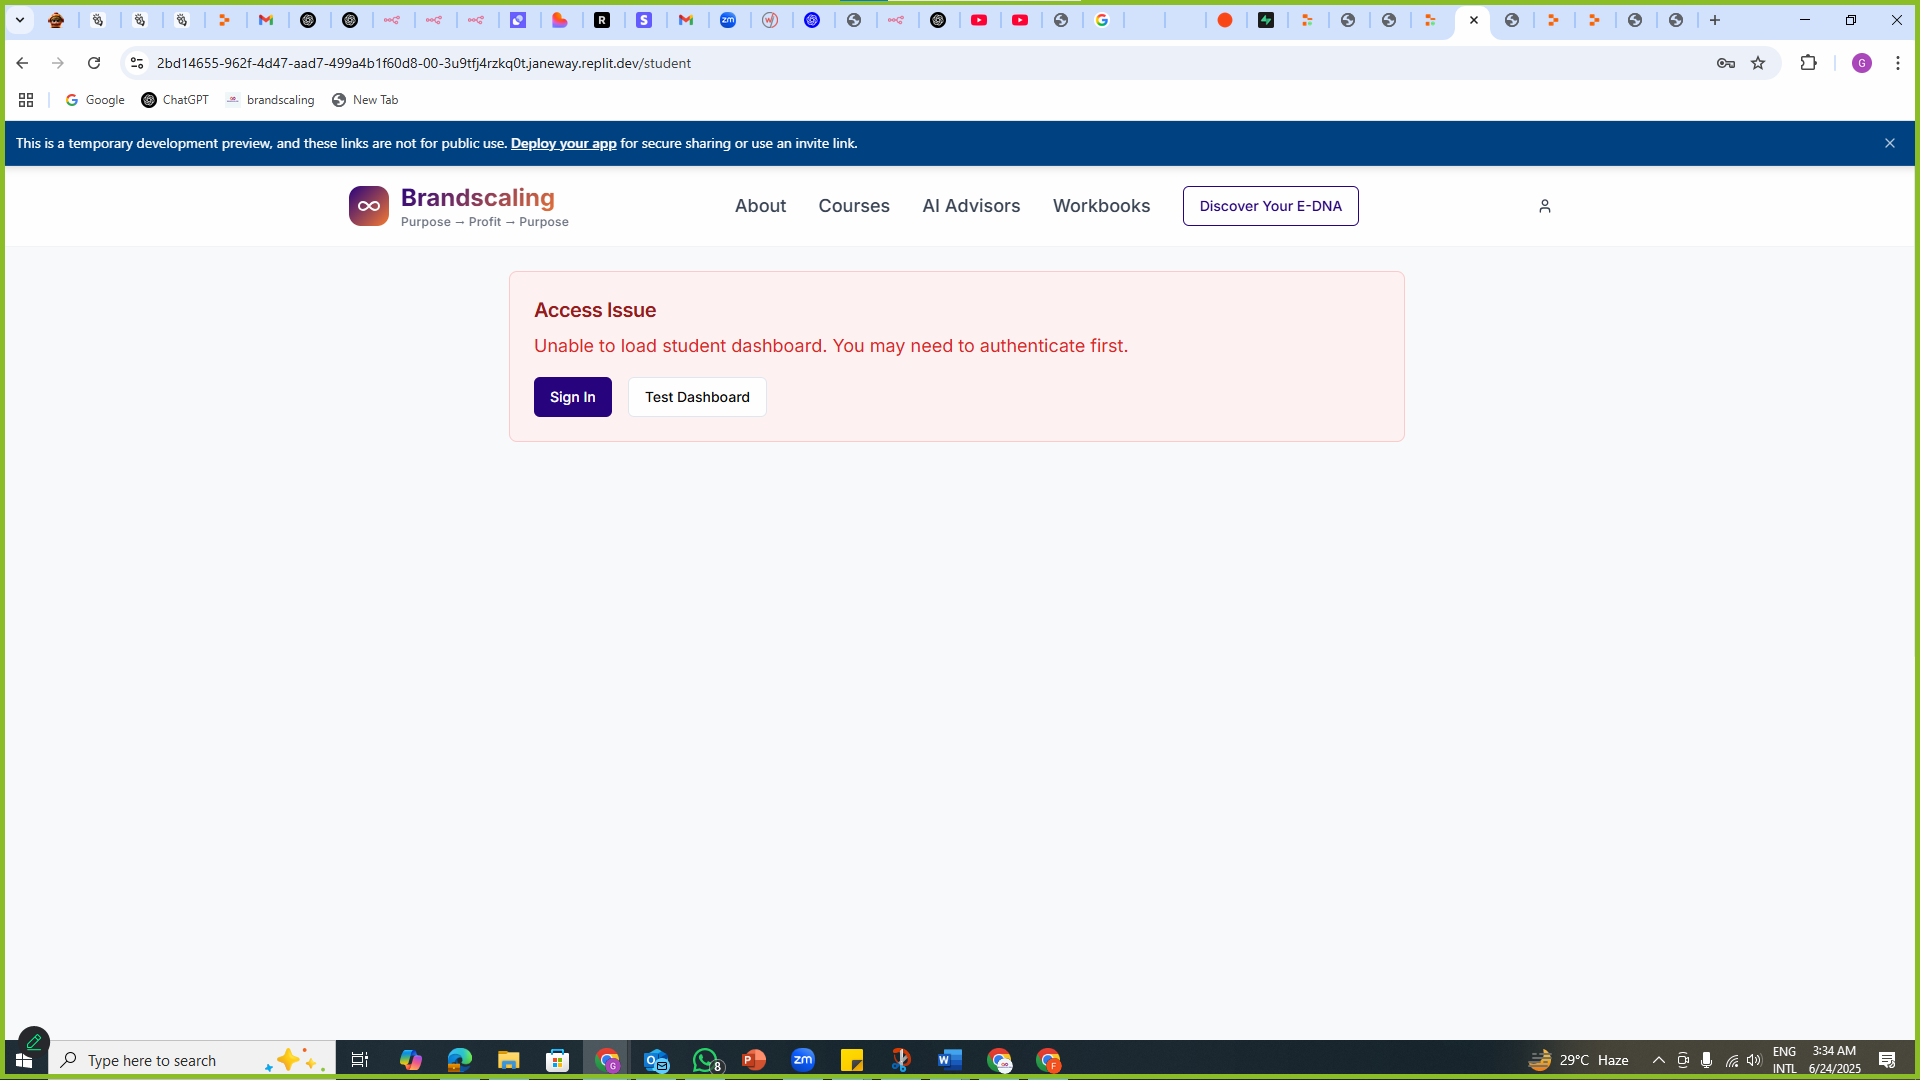 2bd14655-962f-4d47-aad7-499a4b1f60d8-00-3u9tfj4rzkq0t.janeway.replit.dev/student
G
Google
ChatGPT
brandscaling
New Tab
This is a temporary development preview, and these links are not for public use. Deploy your app for secure sharing or use an invite link.
Brandscaling
Purpose → Profit → Purpose
About
Courses
AI Advisors
Workbooks
Discover Your E-DNA
Access Issue
Unable to load student dashboard. You may need to authenticate first.
Sign In
Test Dashboard
Type here to search
29°C Haze
ENG
INTL
3:34 AM
6/24/2025